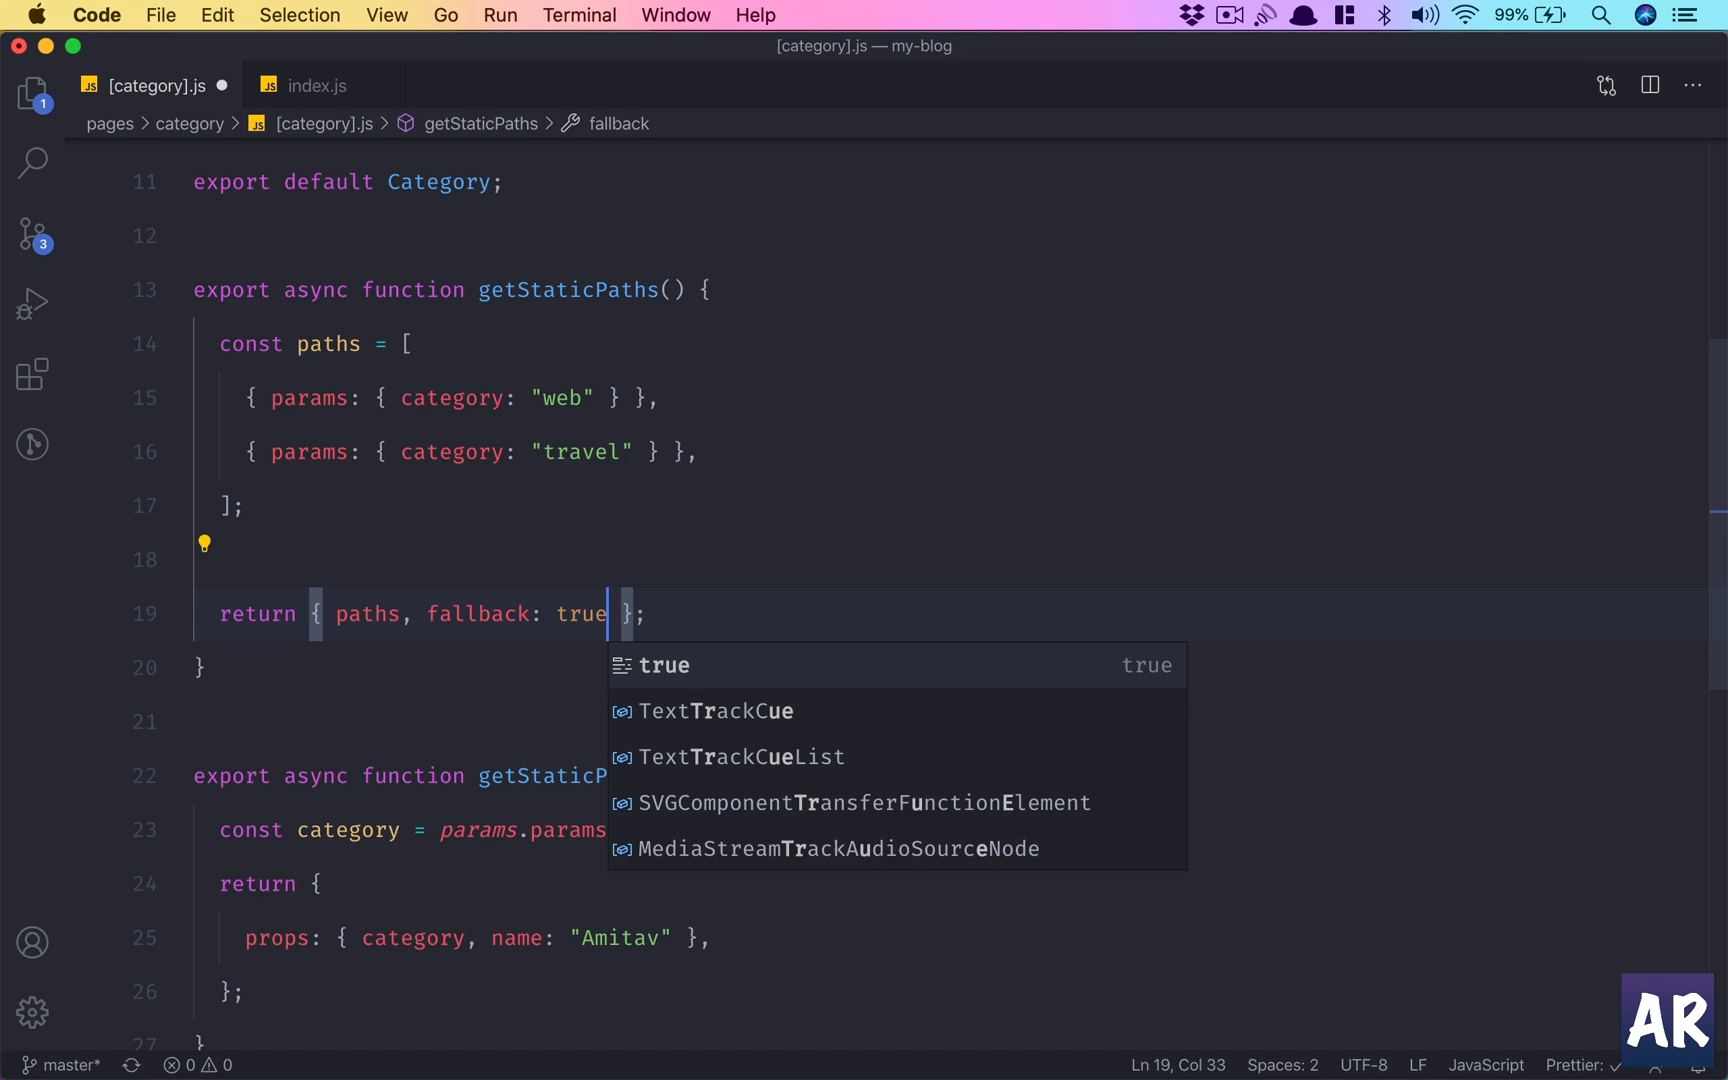 Code File Edit Selection View Go Run Terminal Window Help 99%
[category].js — my-blog
[category].js index.js
pages > category > JS [category].js > getStaticPaths > fallback
11 export default Category;
12
13 export async function getStaticPaths() {
14 const paths = [
15 { params: { category: "web" } },
16 { params: { category: "travel" } },
17 ];
18
19 return { paths, fallback: true };
20 }
true true
TextTrackCue
21
TextTrackCueList
22 export async function getStaticP
SVGComponentTransferFunctionElement
23 const category = params.params
MediaStreamTrackAudioSourceNode
24 return {
25 props: { category, name: "Amitav" },
26 };
27 }
1
3
AR
master* 0 0 Ln 19, Col 33 Spaces: 2 UTF-8 LF JavaScript Prettier: ✓